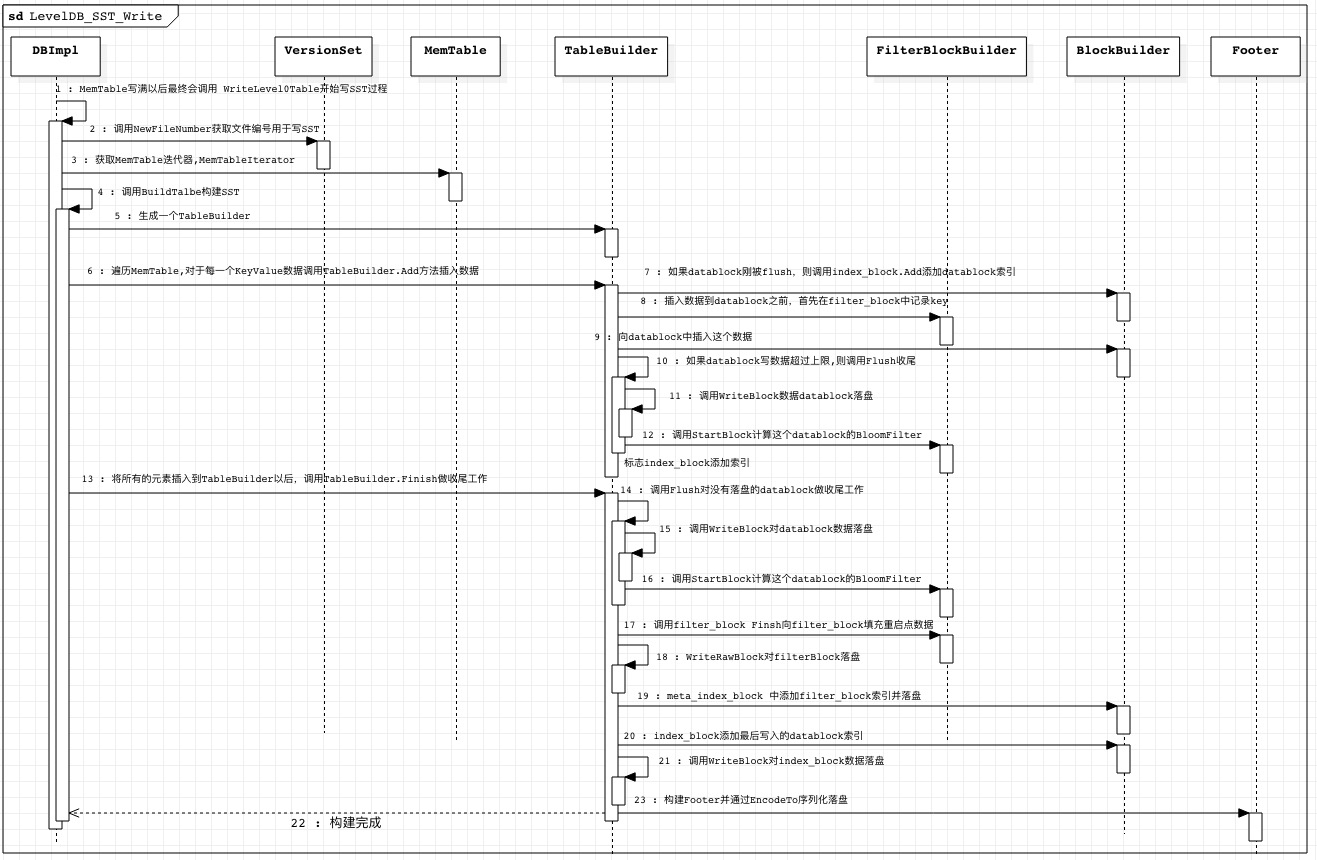 sd LevelDB_SST_Write
DBImpl
VersionSet
MemTable
TableBuilder
FilterBlockBuilder
BlockBuilder
Footer
1 : MemTable写满以后最终会调用 WriteLevel0Table开始写SST过程
2 : 调用NewFileNumber获取文件编号用于写SST
3 : 获取MemTable迭代器,MemTableIterator
4 : 调用BuildTalbe构建SST
5 : 生成一个TableBuilder
6 : 遍历MemTable,对于每一个KeyValue数据调用TableBuilder.Add方法插入数据
7 : 如果datablock刚被flush，则调用index_block.Add添加datablock索引
8 : 插入数据到datablock之前，首先在filter_block中记录key
9 : 向datablock中插入这个数据
10 : 如果datablock写数据超过上限,则调用Flush收尾
11 : 调用WriteBlock数据datablock落盘
12 : 调用StartBlock计算这个datablock的BloomFilter
标志index_block添加索引
13 : 将所有的元素插入到TableBuilder以后，调用TableBuilder.Finish做收尾工作
14 : 调用Flush对没有落盘的datablock做收尾工作
15 : 调用WriteBlock对datablock数据落盘
16 : 调用StartBlock计算这个datablock的BloomFilter
17 : 调用filter_block Finsh向filter_block填充重启点数据
18 : WriteRawBlock对filterBlock落盘
19 : meta_index_block 中添加filter_block索引并落盘
20 : index_block添加最后写入的datablock索引
21 : 调用WriteBlock对index_block数据落盘
23 : 构建Footer并通过EncodeTo序列化落盘
22 : 构建完成